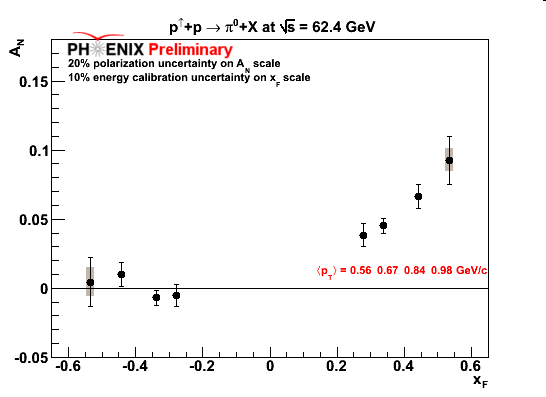 p↑+p → π⁰+X at √s = 62.4 GeV
PHENIX Preliminary
20% polarization uncertainty on A_N scale
10% energy calibration uncertainty on x_F scale
A_N
0.15
0.1
0.05
⟨p_T⟩ = 0.56 0.67 0.84 0.98 GeV/c
0
-0.05
-0.6 -0.4 -0.2 0 0.2 0.4 0.6
x_F